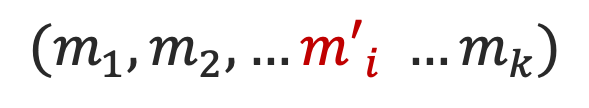 (m₁, m₂, … m′ᵢ … mₖ)